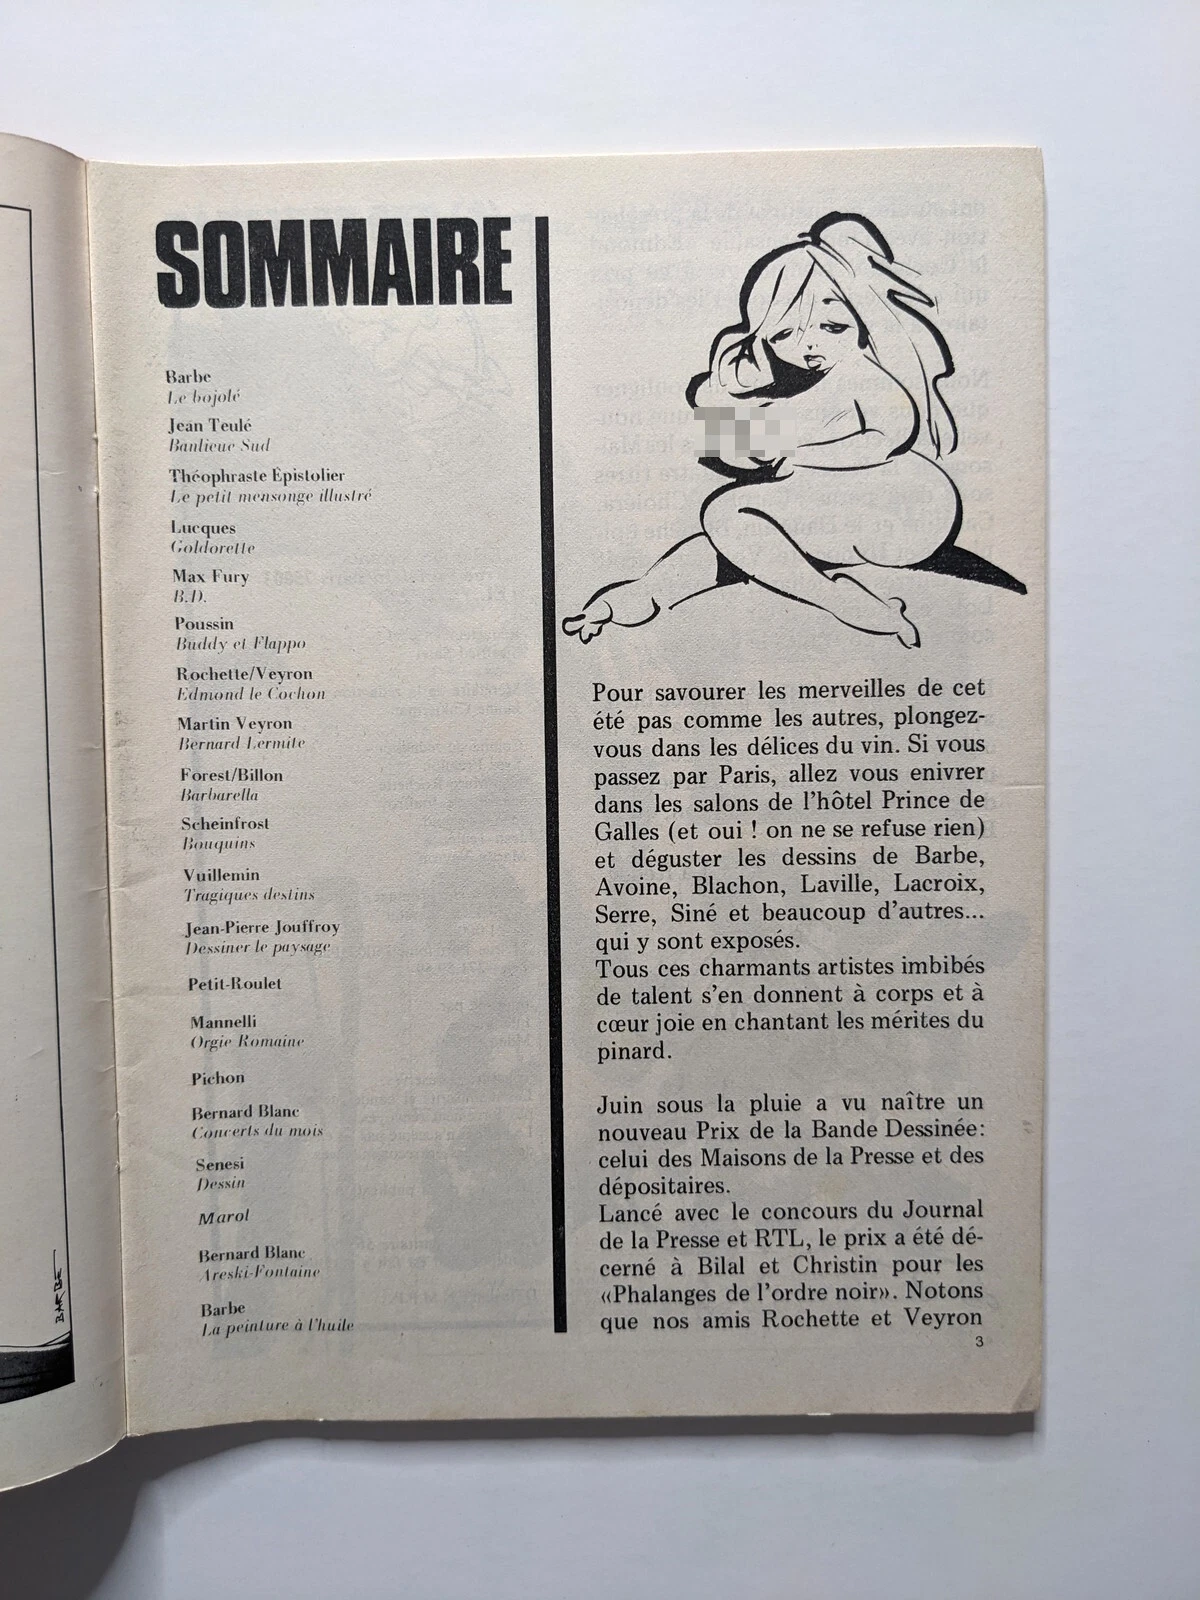 SOMMAIRE
Barbe
Le bojolé
Jean Teulé
Banlieue Sud
Théophraste Épistolier
Le petit mensonge illustré
Lucques
Goldorette
Max Fury
B.D.
Poussin
Buddy et Flappo
Rochette/Veyron
Edmond le Cochon
Martin Veyron
Bernard Lermite
Forest/Billon
Barbarella
Scheinfrost
Bouquins
Vuillemin
Tragiques destins
Jean-Pierre Jouffroy
Dessiner le paysage
Petit-Roulet
Mannelli
Orgie Romaine
Pichon
Bernard Blanc
Concerts du mois
Senesi
Dessin
Marol
Bernard Blanc
Areski-Fontaine
Barbe
La peinture à l'huile
Pour savourer les merveilles de cet
été pas comme les autres, plongez-
vous dans les délices du vin. Si vous
passez par Paris, allez vous enivrer
dans les salons de l'hôtel Prince de
Galles (et oui ! on ne se refuse rien)
et déguster les dessins de Barbe,
Avoine, Blachon, Laville, Lacroix,
Serre, Siné et beaucoup d'autres...
qui y sont exposés.
Tous ces charmants artistes imbibés
de talent s'en donnent à corps et à
cœur joie en chantant les mérites du
pinard.
Juin sous la pluie a vu naître un
nouveau Prix de la Bande Dessinée:
celui des Maisons de la Presse et des
dépositaires.
Lancé avec le concours du Journal
de la Presse et RTL, le prix a été dé-
cerné à Bilal et Christin pour les
«Phalanges de l'ordre noir». Notons
que nos amis Rochette et Veyron
3
BARBE